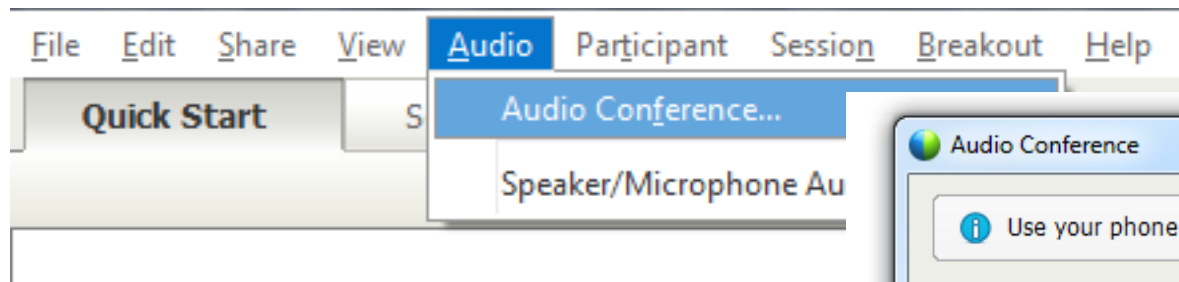 File Edit Share View Audio Participant Session Breakout Help
Quick Start S
Audio Conference...
Speaker/Microphone Au
Audio Conference
Use your phone